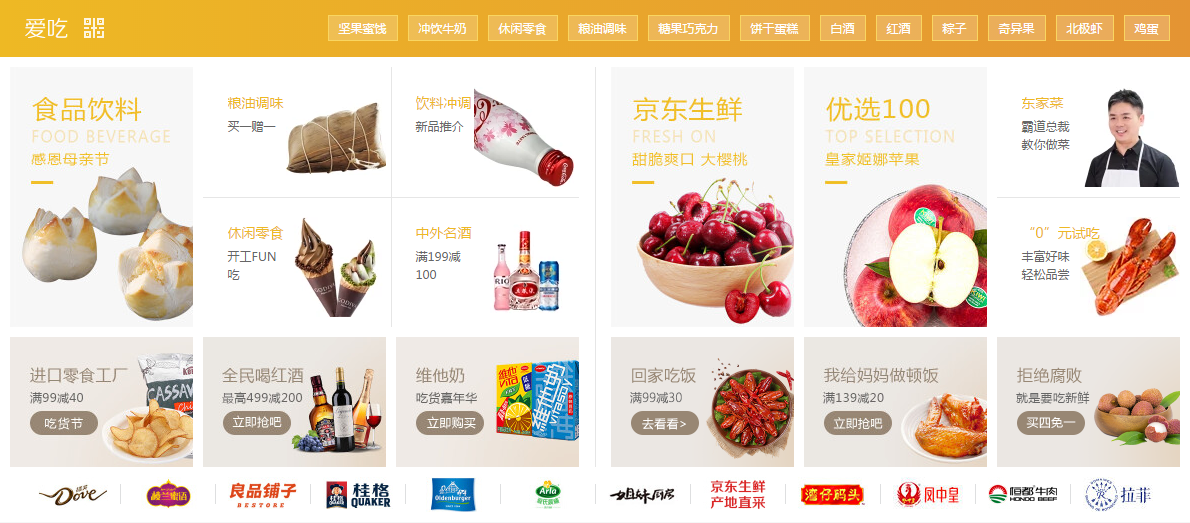 爱吃
坚果蜜饯
冲饮牛奶
休闲零食
粮油调味
糖果巧克力
饼干蛋糕
白酒
红酒
粽子
奇异果
北极虾
鸡蛋
食品饮料
FOOD BEVERAGE
感恩母亲节
粮油调味
买一赠一
饮料冲调
新品推介
休闲零食
开工FUN
吃
中外名酒
满199减
100
京东生鲜
FRESH ON
甜脆爽口 大樱桃
优选100
TOP SELECTION
皇家姬娜苹果
东家菜
霸道总裁
教你做菜
“0”元试吃
丰富好味
轻松品尝
进口零食工厂
满99减40
吃货节
CASSAVA
全民喝红酒
最高499减200
立即抢吧
维他奶
吃货嘉年华
立即购买
维他奶
回家吃饭
满99减30
去看看>
我给妈妈做顿饭
满139减20
立即抢吧
拒绝腐败
就是要吃新鲜
买四免一
Dove
楼兰蜜语
良品铺子
BESTORE
QUAKER
桂格
QUAKER
Oldenburger
Arla
姐妹厨房
京东生鲜
产地直采
湾仔码头
凤中皇
恒都牛肉
HONDO BEEF
拉菲